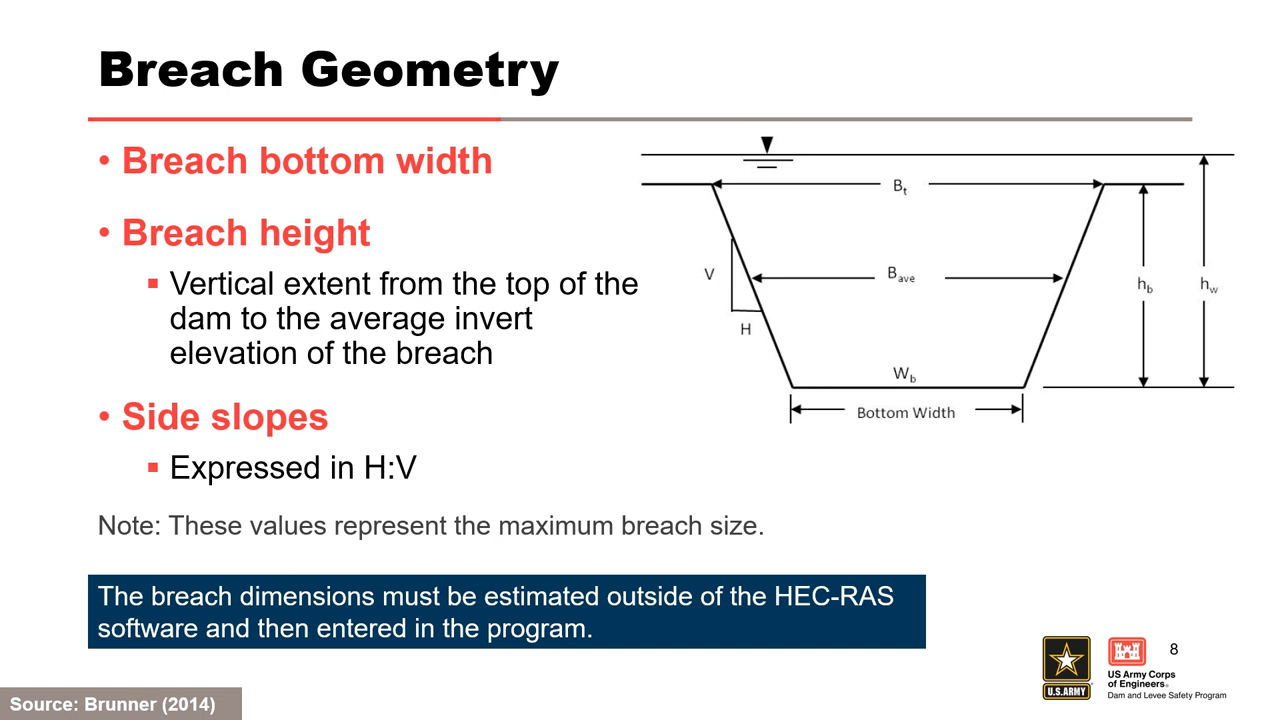 Breach Geometry
• Breach bottom width
• Breach height
▪ Vertical extent from the top of the
dam to the average invert
elevation of the breach
• Side slopes
▪ Expressed in H:V
Note: These values represent the maximum breach size.
The breach dimensions must be estimated outside of the HEC-RAS
software and then entered in the program.
Bt
V
Bave
hb
hw
H
Wb
Bottom Width
8
U.S.ARMY
US Army Corps
of Engineers®
Dam and Levee Safety Program
Source: Brunner (2014)